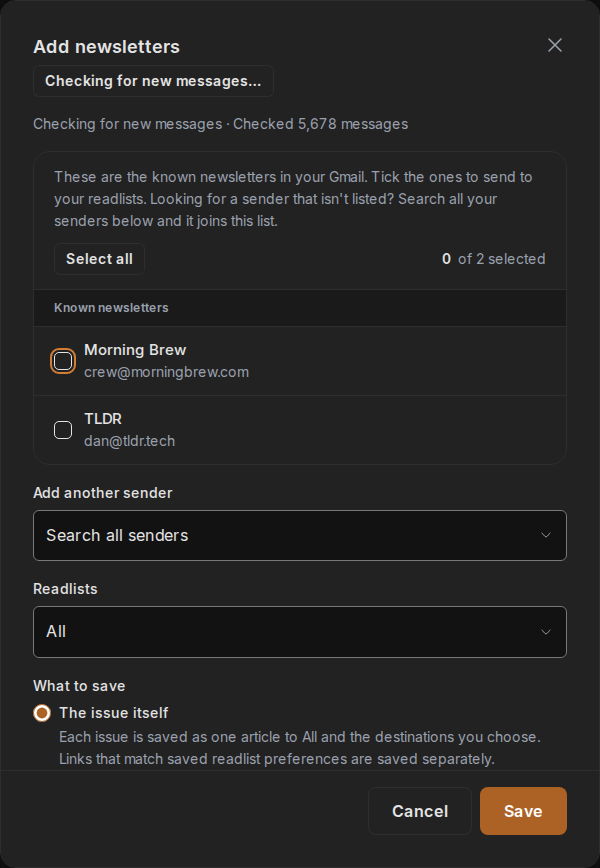 Add newsletters
Checking for new messages...
Checking for new messages · Checked 5,678 messages
These are the known newsletters in your Gmail. Tick the ones to send to
your readlists. Looking for a sender that isn't listed? Search all your
senders below and it joins this list.
Select all
0 of 2 selected
Known newsletters
Morning Brew
crew@morningbrew.com
TLDR
dan@tldr.tech
Add another sender
Search all senders
Readlists
All
What to save
The issue itself
Each issue is saved as one article to All and the destinations you choose.
Links that match saved readlist preferences are saved separately.
Cancel
Save